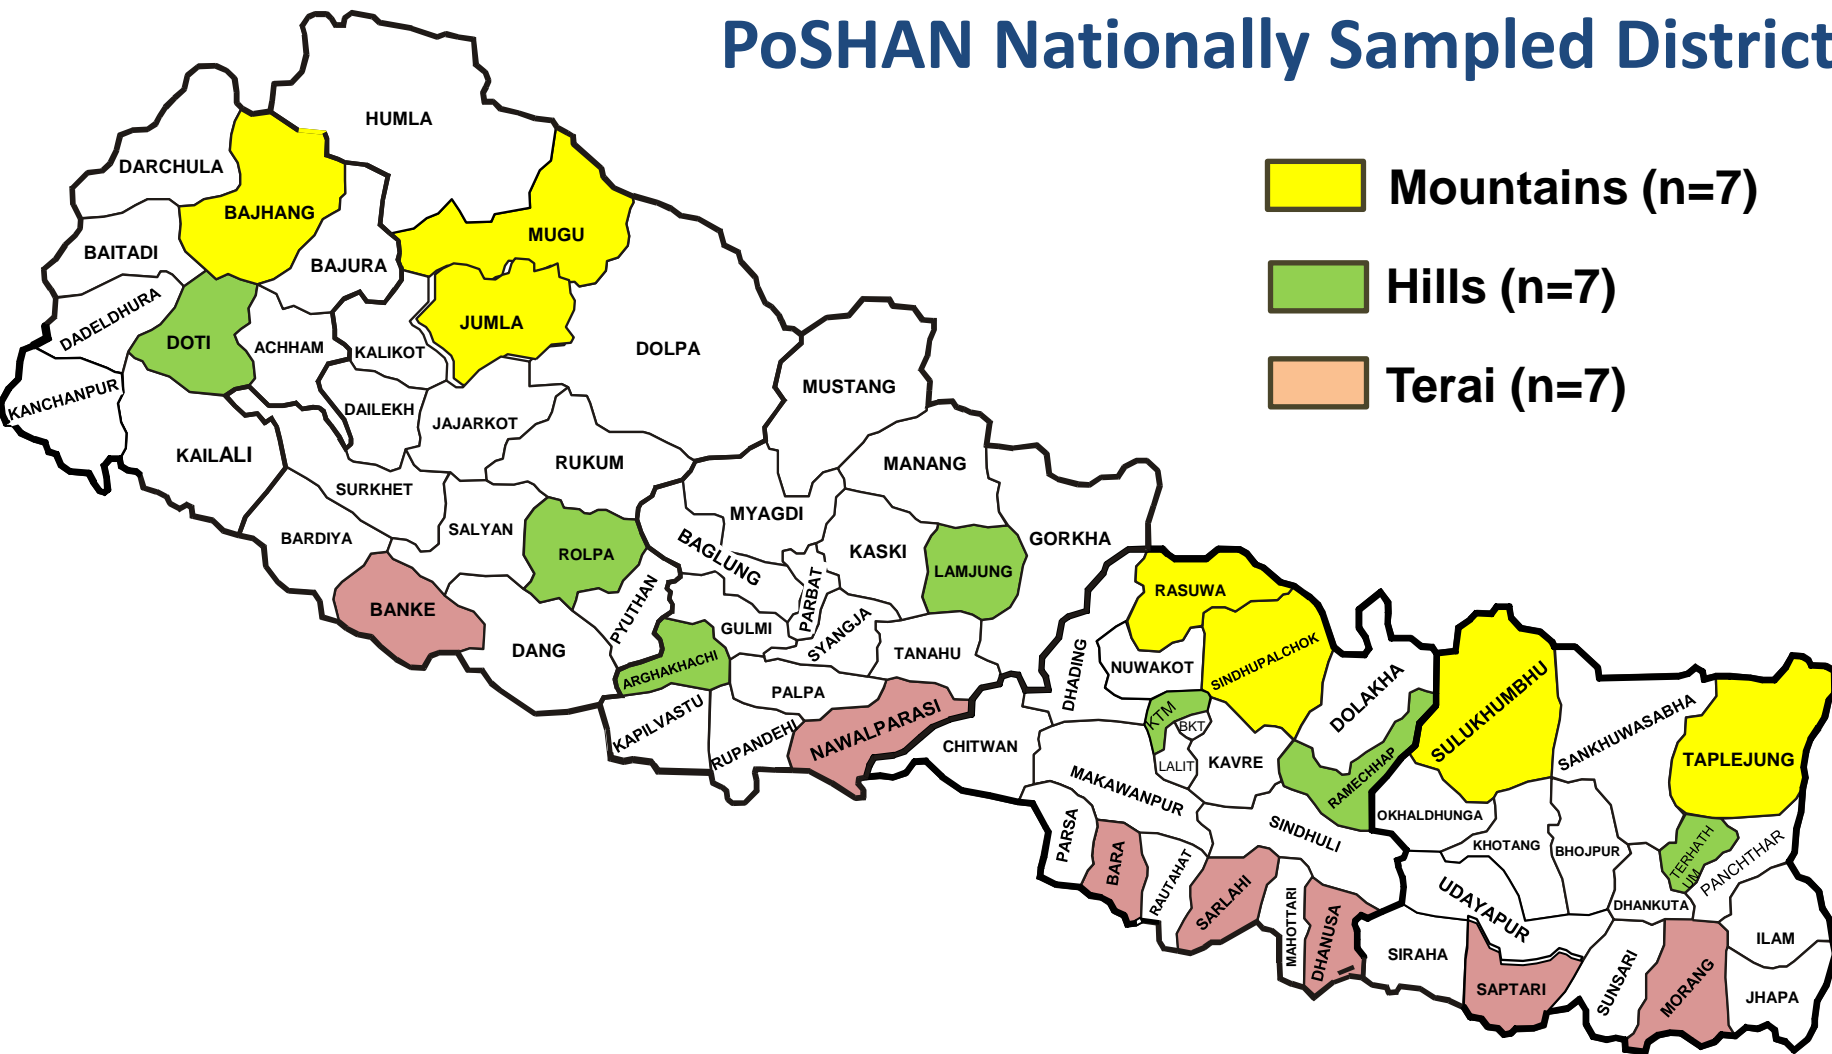 PoSHAN Nationally Sampled District
Mountains (n=7)
Hills (n=7)
Terai (n=7)
HUMLA
DARCHULA
BAJHANG
MUGU
BAITADI
BAJURA
DADELDHURA
JUMLA
DOTI
ACHHAM
KALIKOT
DOLPA
MUSTANG
KANCHANPUR
DAILEKH
JAJARKOT
KAILALI
RUKUM
MANANG
SURKHET
MYAGDI
SALYAN
BARDIYA
ROLPA
BAGLUNG
KASKI
GORKHA
LAMJUNG
RASUWA
BANKE
PYUTHAN
PARBAT
GULMI
SYANGJA
DANG
TANAHU
DHADING
NUWAKOT
SINDHUPALCHOK
ARGHAKHACHI
PALPA
DOLAKHA
SULUKHUMBHU
SANKHUWASABHA
KAPILVASTU
RUPANDEHI
NAWALPARASI
KTM
BKT
CHITWAN
LALIT
KAVRE
RAMECHHAP
TAPLEJUNG
MAKAWANPUR
OKHALDHUNGA
PARSA
SINDHULI
KHOTANG
BHOJPUR
TERHATH
UM
PANCHTHAR
BARA
RAUTAHAT
SARLAHI
MAHOTTARI
DHANUSA
UDAYAPUR
DHANKUTA
SIRAHA
ILAM
SAPTARI
SUNSARI
MORANG
JHAPA